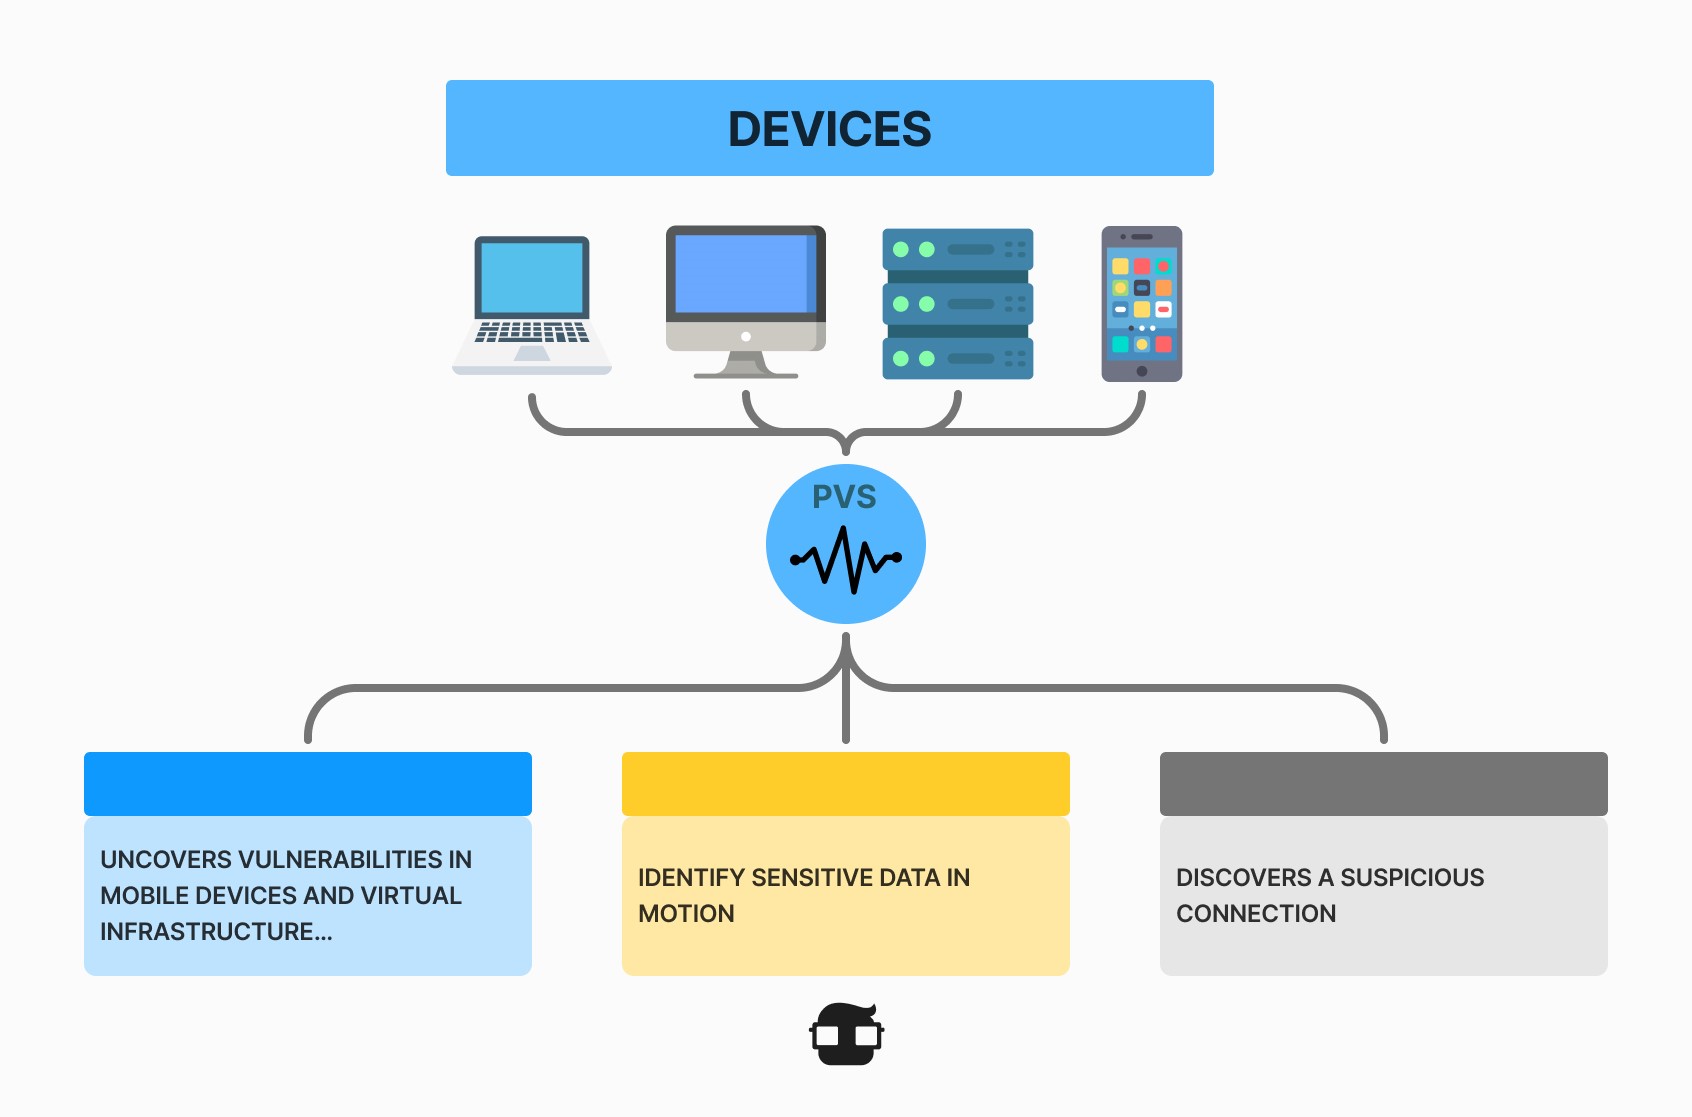 DEVICES
PVS
UNCOVERS VULNERABILITIES IN
MOBILE DEVICES AND VIRTUAL
INFRASTRUCTURE...
IDENTIFY SENSITIVE DATA IN
MOTION
DISCOVERS A SUSPICIOUS
CONNECTION